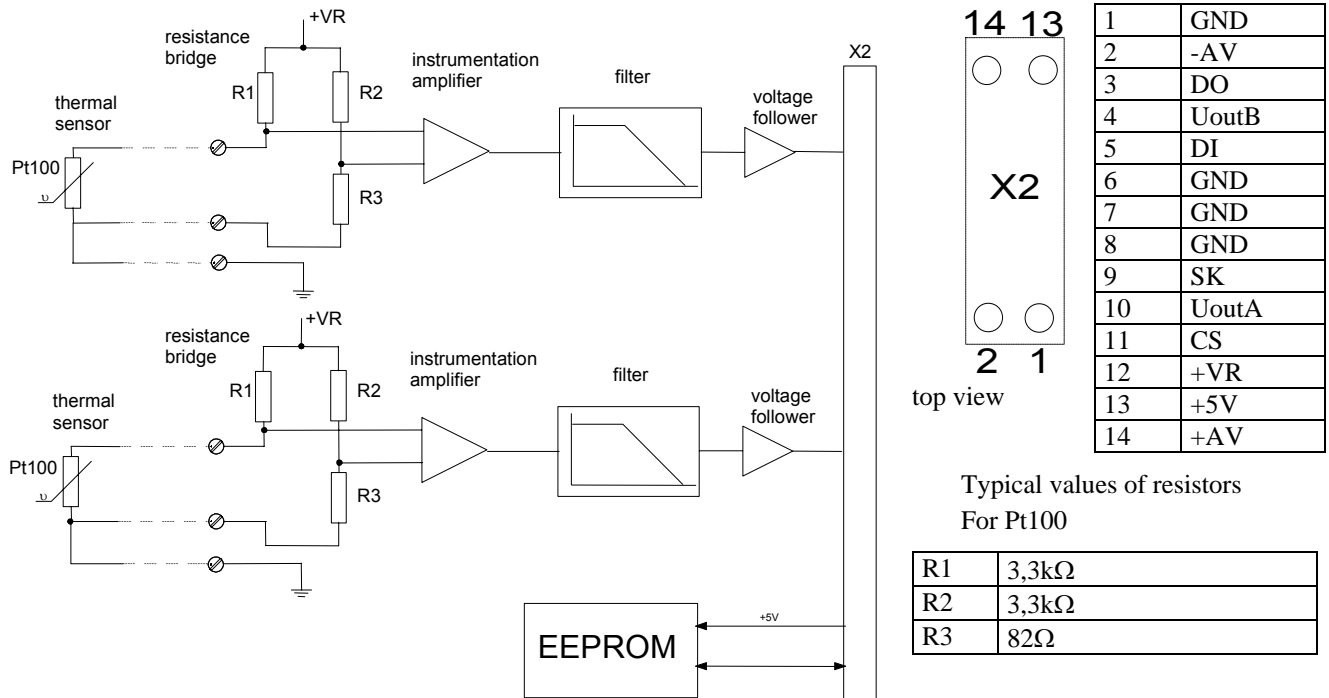 +VR
resistance
bridge
R1
R2
instrumentation
amplifier
filter
voltage
follower
X2
thermal
sensor
Pt100
υ
R3
+VR
resistance
bridge
R1
R2
instrumentation
amplifier
filter
voltage
follower
thermal
sensor
Pt100
υ
R3
EEPROM
+5V
14 13
X2
2 1
top view
1 GND
2 -AV
3 DO
4 UoutB
5 DI
6 GND
7 GND
8 GND
9 SK
10 UoutA
11 CS
12 +VR
13 +5V
14 +AV
Typical values of resistors
For Pt100
R1 3,3kΩ
R2 3,3kΩ
R3 82Ω